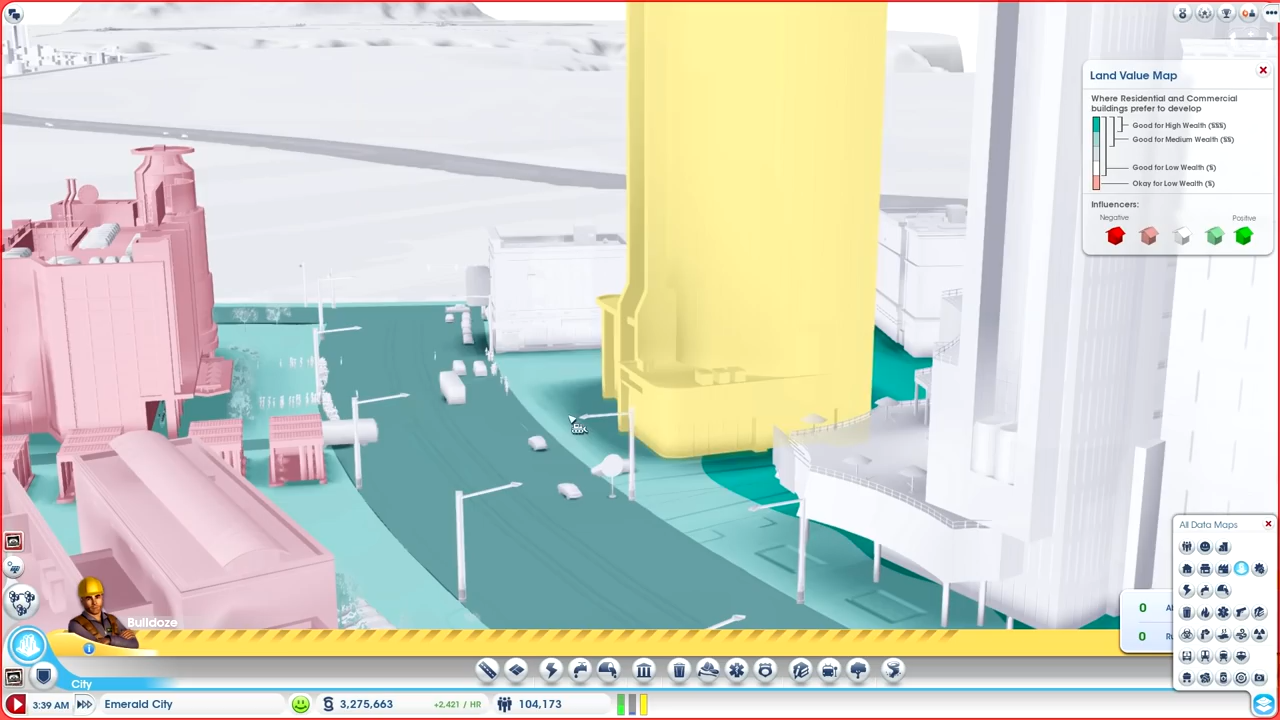 Land Value Map
Where Residential and Commercial
buildings prefer to develop
Good for High Wealth (§§§)
Good for Medium Wealth (§§)
Good for Low Wealth (§)
Okay for Low Wealth (§)
Influencers:
Negative Positive
All Data Maps
0
0
Bulldoze
City
3:39 AM Emerald City 3,275,663 +2,421 / HR 104,173